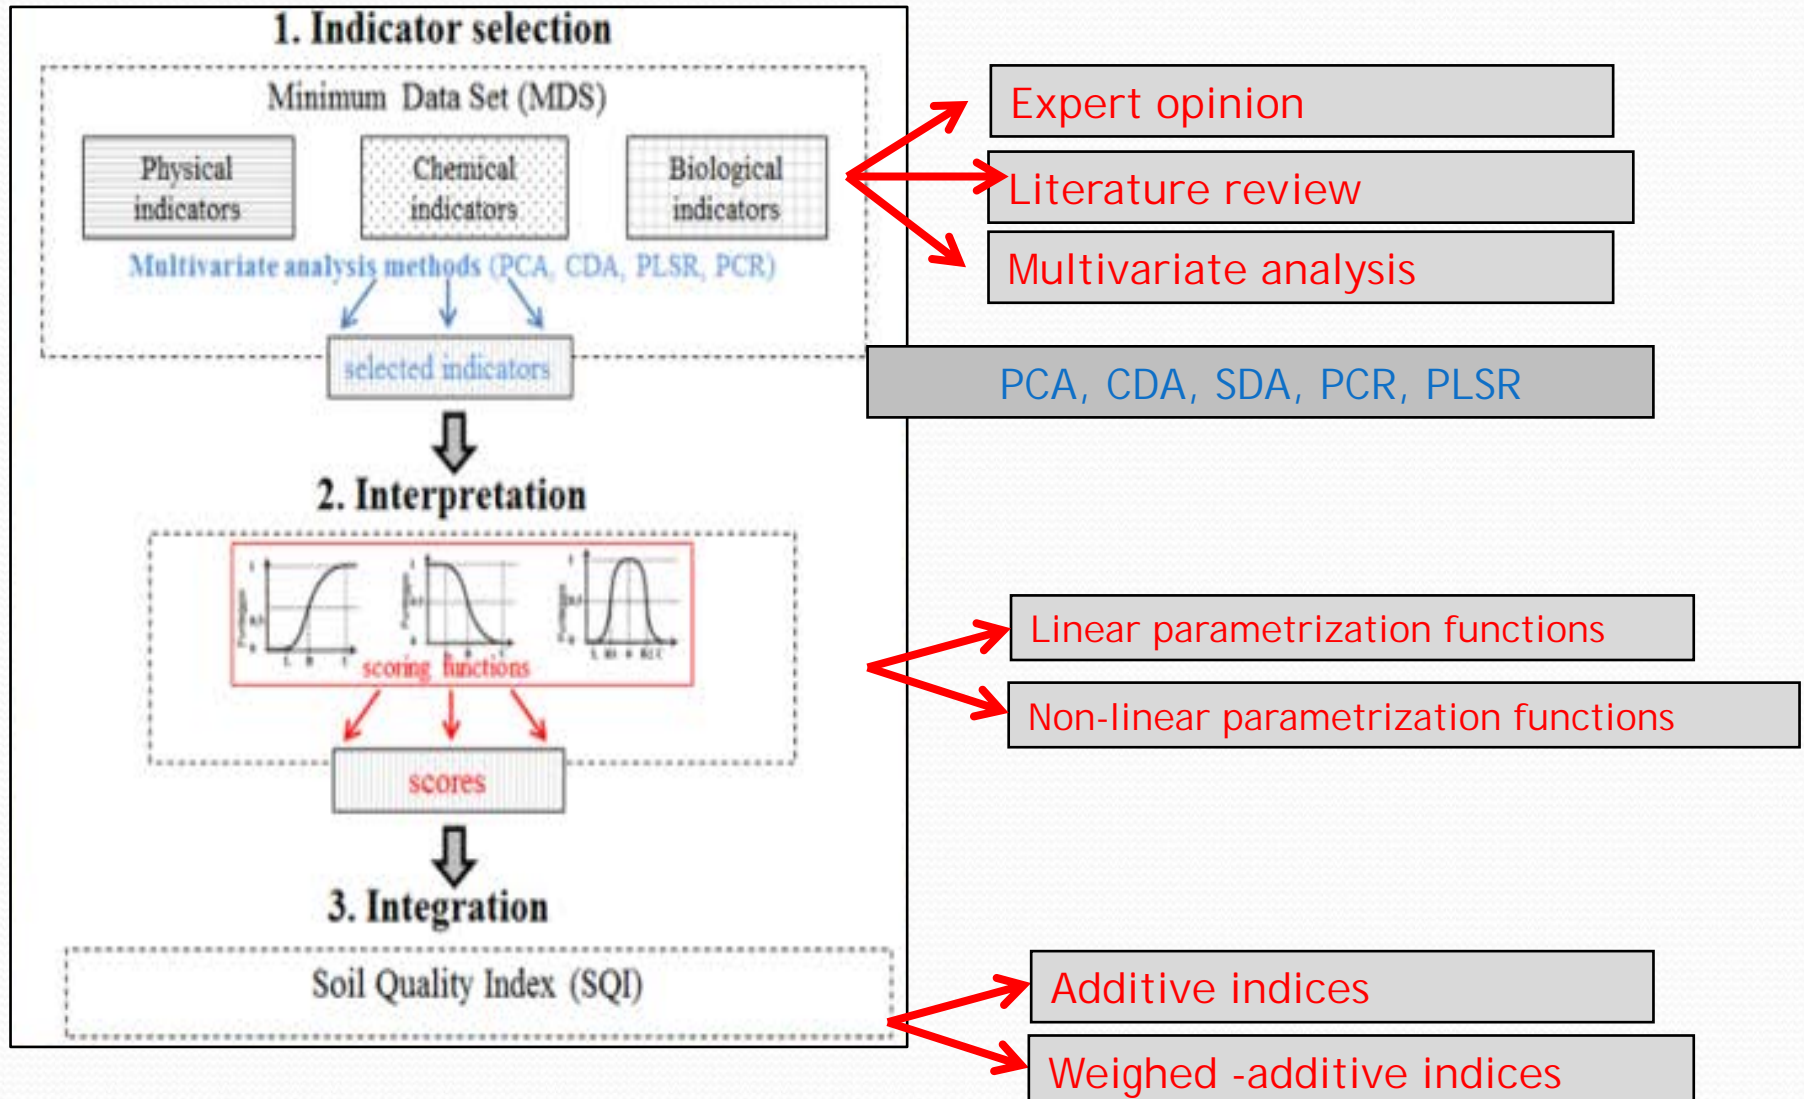 1. Indicator selection
Minimum Data Set (MDS)
Physical
indicators
Chemical
indicators
Biological
indicators
Multivariate analysis methods (PCA, CDA, PLSR, PCR)
selected indicators
Expert opinion
Literature review
Multivariate analysis
PCA, CDA, SDA, PCR, PLSR
2. Interpretation
scoring functions
scores
Linear parametrization functions
Non-linear parametrization functions
3. Integration
Soil Quality Index (SQI)
Additive indices
Weighed -additive indices